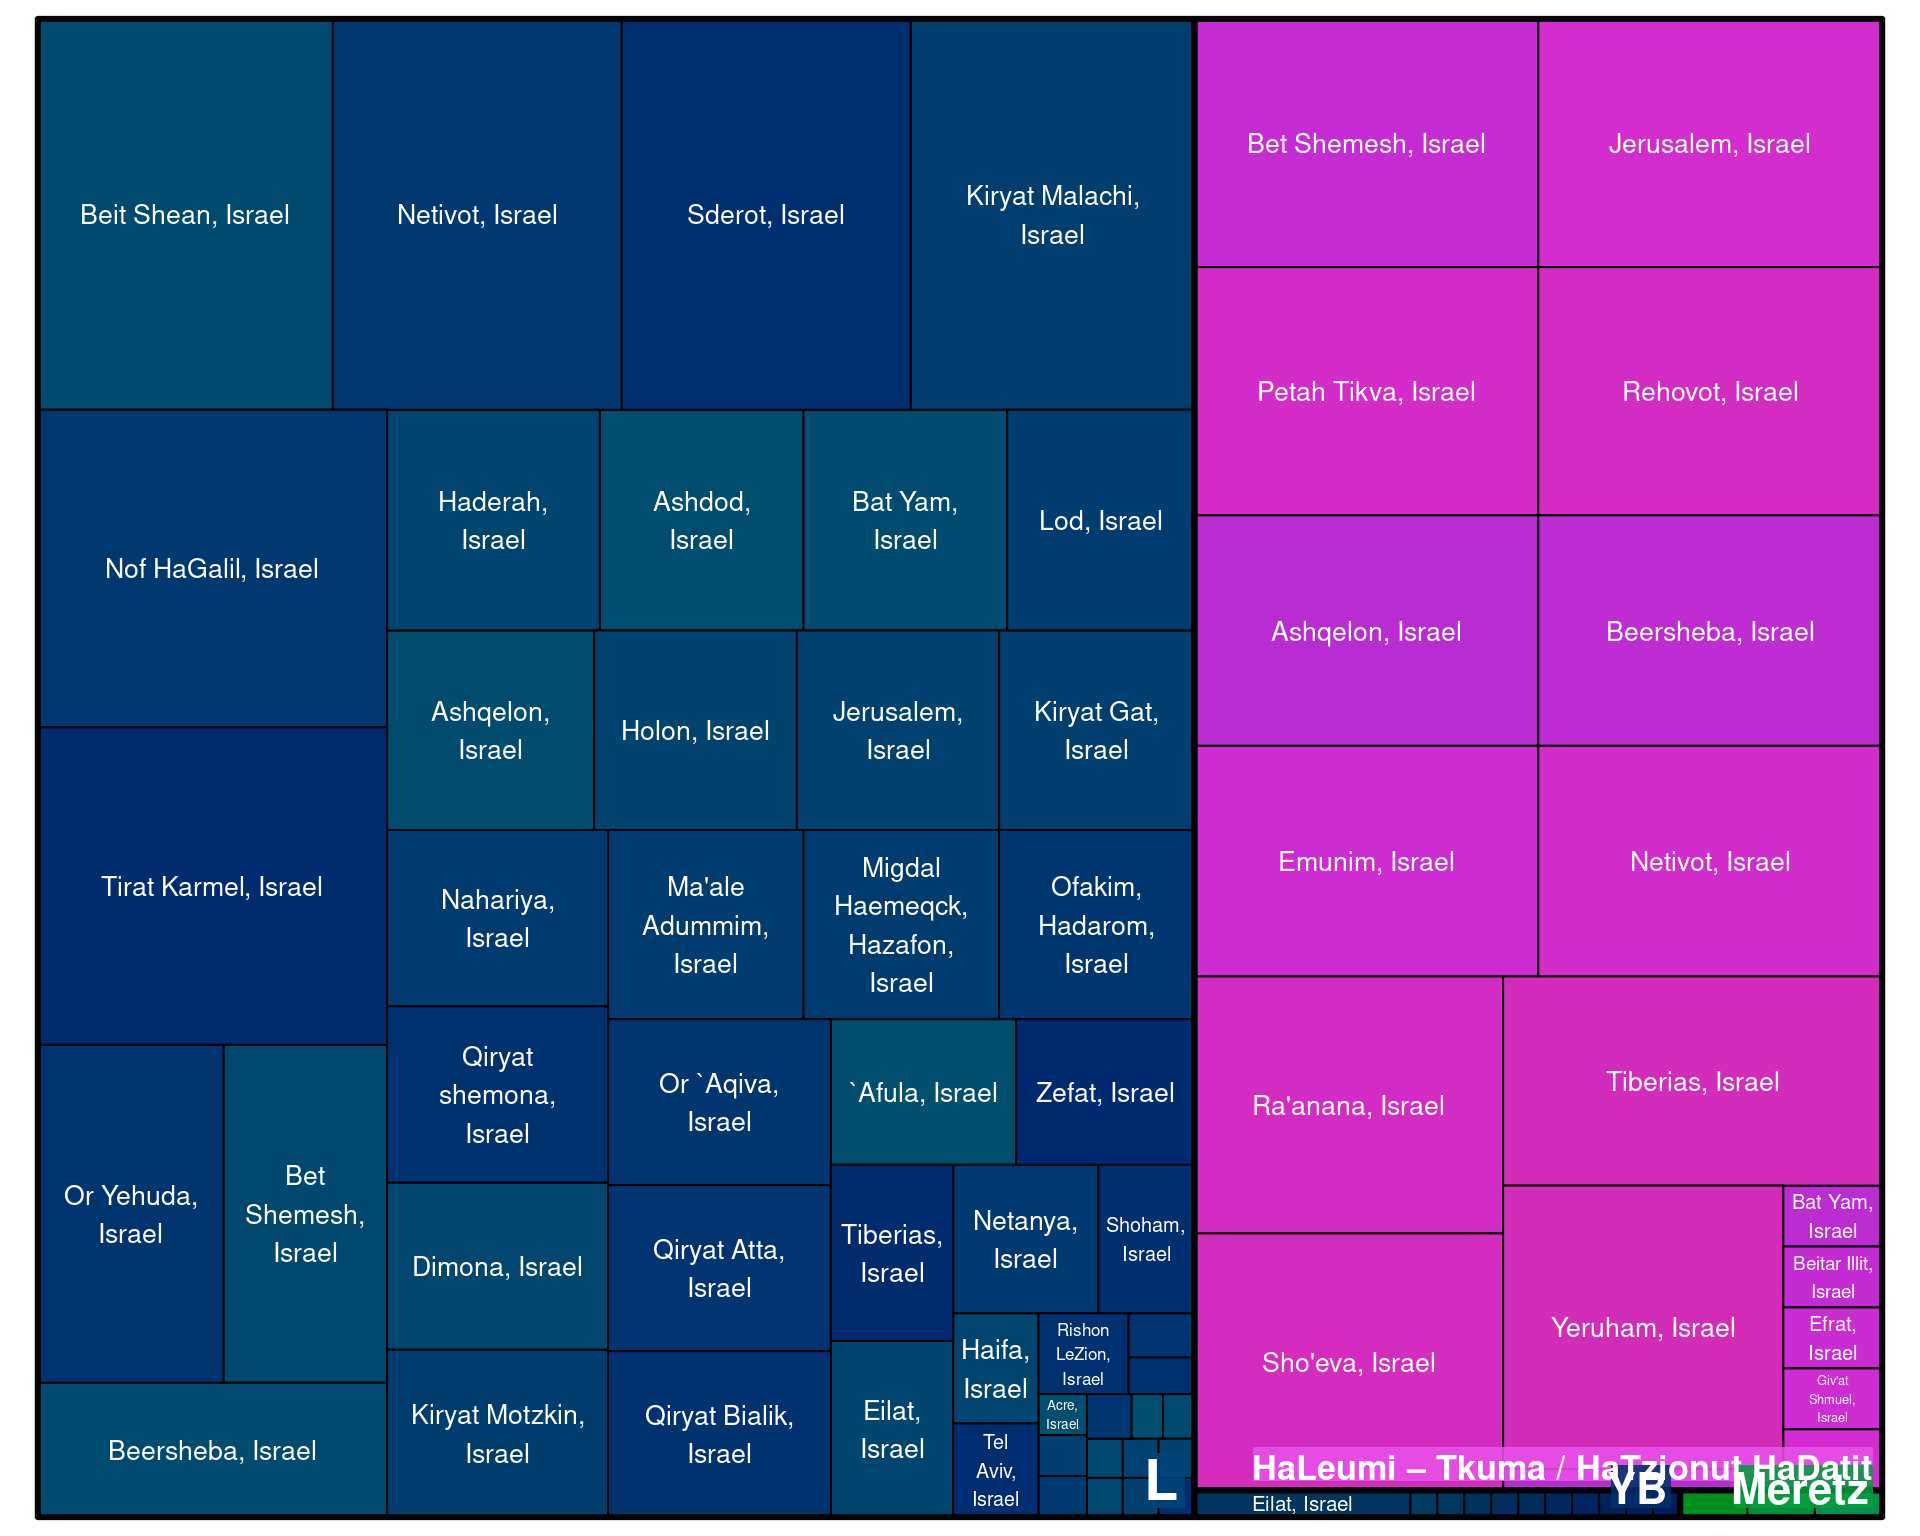 Beit Shean, Israel
Netivot, Israel
Sderot, Israel
Kiryat Malachi,
Israel
Nof HaGalil, Israel
Haderah,
Israel
Ashdod,
Israel
Bat Yam,
Israel
Lod, Israel
Tirat Karmel, Israel
Ashqelon,
Israel
Holon, Israel
Jerusalem,
Israel
Kiryat Gat,
Israel
Nahariya,
Israel
Ma'ale
Adummim,
Israel
Migdal
Haemeqck,
Hazafon,
Israel
Ofakim,
Hadarom,
Israel
Or Yehuda,
Israel
Bet
Shemesh,
Israel
Beersheba, Israel
Qiryat
shemona,
Israel
Dimona, Israel
Kiryat Motzkin,
Israel
Or `Aqiva,
Israel
Qiryat Atta,
Israel
Qiryat Bialik,
Israel
`Afula, Israel
Zefat, Israel
Tiberias,
Israel
Netanya,
Israel
Shoham,
Israel
Eilat,
Israel
Haifa,
Israel
Tel
Aviv,
Israel
Rishon
LeZion,
Israel
Acre,
Israel
L
Bet Shemesh, Israel
Jerusalem, Israel
Petah Tikva, Israel
Rehovot, Israel
Ashqelon, Israel
Beersheba, Israel
Emunim, Israel
Netivot, Israel
Ra'anana, Israel
Tiberias, Israel
Sho'eva, Israel
Yeruham, Israel
Bat Yam,
Israel
Beitar Illit,
Israel
Efrat,
Israel
Giv'at
Shmuel,
Israel
HaLeumi – Tkuma / HaTzionut HaDatit
Eilat, Israel
YB
Meretz